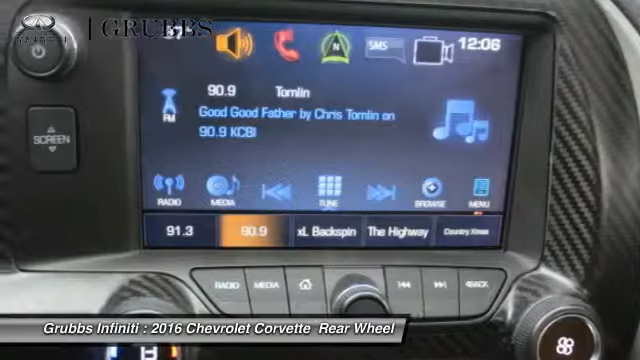 INFINITI | GRUBBS
37
SMS
12:06
90.9 Tomlin
FM
Good Good Father by Chris Tomlin on
90.9 KCBI
SCREEN
RADIO MEDIA TUNE BROWSE MENU
91.3 90.9 xL Backspin The Highway Country Xmas
RADIO MEDIA BACK
Grubbs Infiniti : 2016 Chevrolet Corvette Rear Wheel